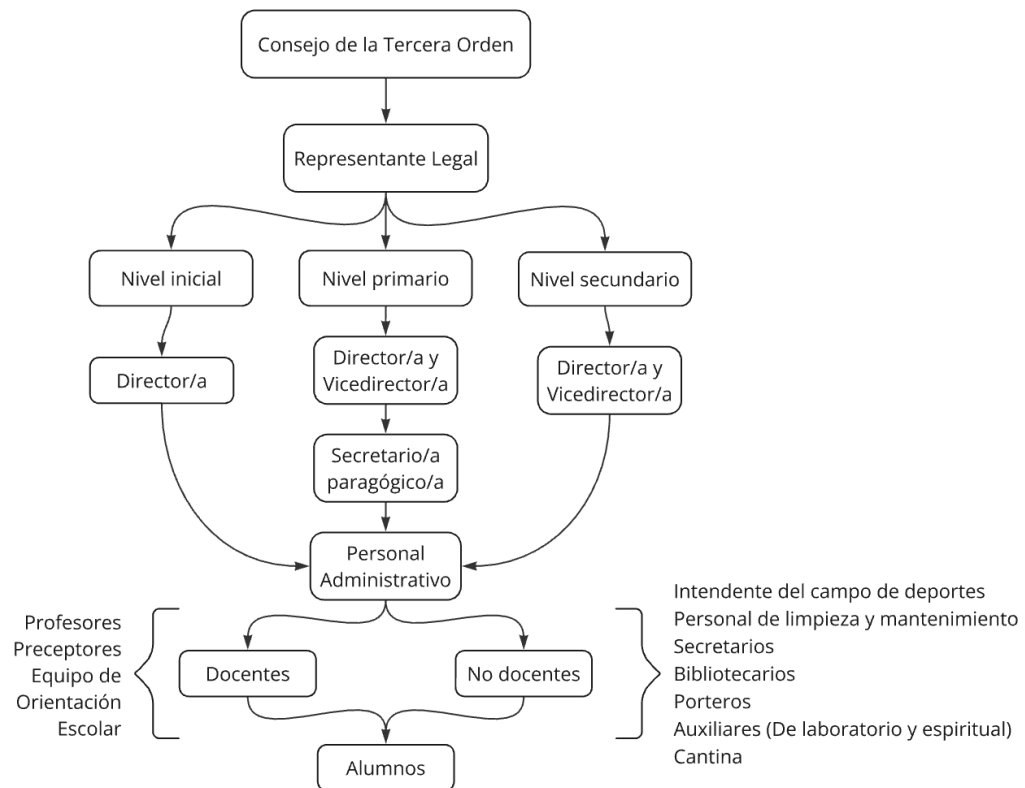 Consejo de la Tercera Orden
Representante Legal
Nivel inicial
Nivel primario
Nivel secundario
Director/a
Director/a y
Vicedirector/a
Director/a y
Vicedirector/a
Secretario/a
paragógico/a
Personal
Administrativo
Profesores
Preceptores
Equipo de
Orientación
Escolar
Docentes
No docentes
Intendente del campo de deportes
Personal de limpieza y mantenimiento
Secretarios
Bibliotecarios
Porteros
Auxiliares (De laboratorio y espiritual)
Cantina
Alumnos